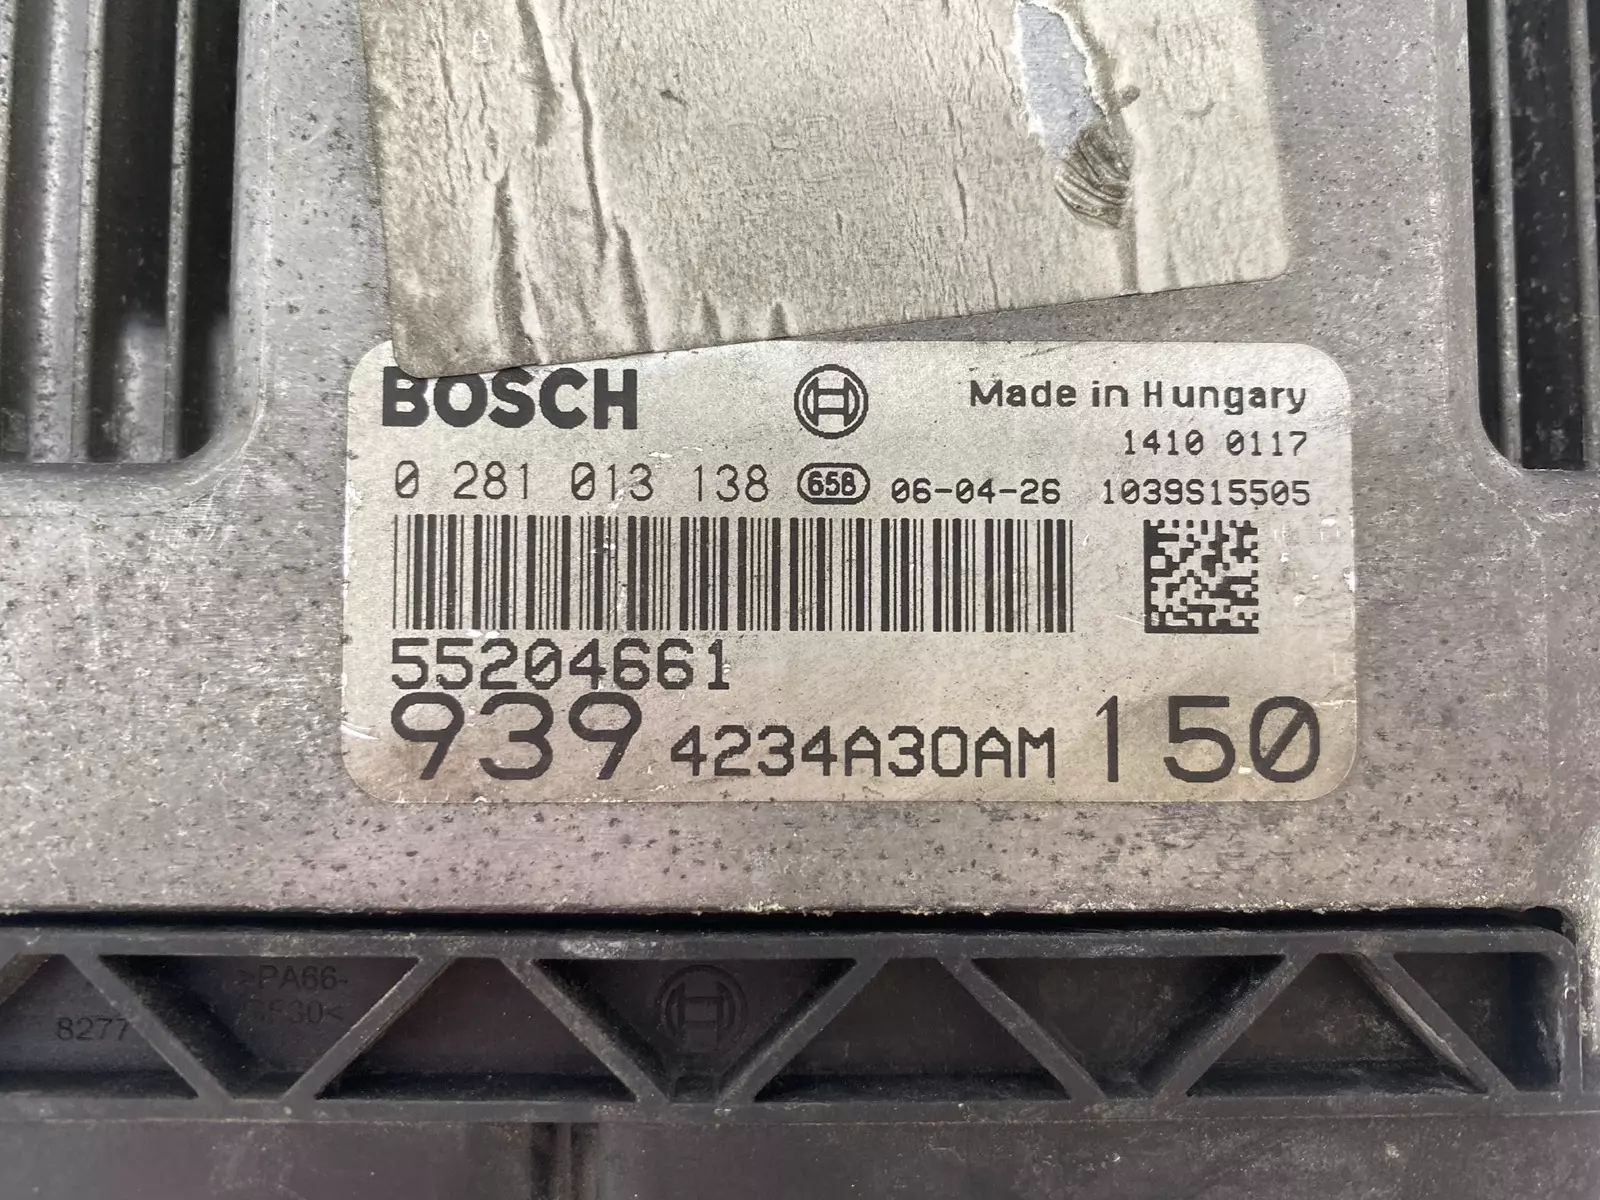 BOSCH
Made in Hungary
1410 0117
0 281 013 138 658 06-04-26 1039S15505
55204661
939 4234A30AM 150
>PA66-
30<
8277